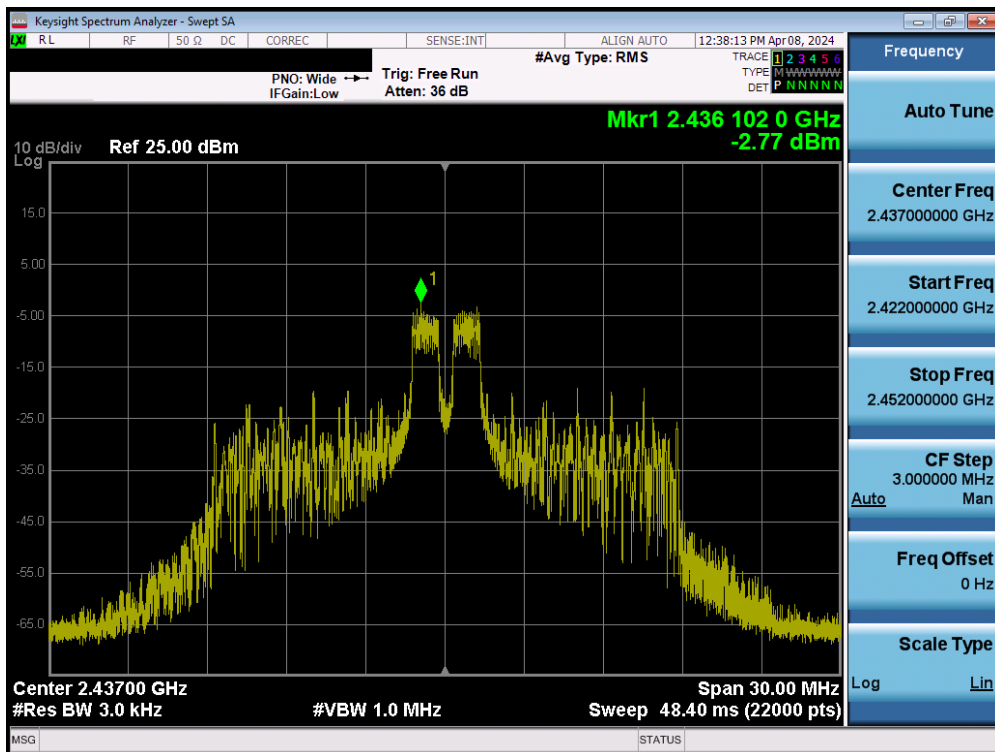 Keysight Spectrum Analyzer - Swept SA
LXI RL RF 50 Ω DC CORREC SENSE:INT ALIGN AUTO 12:38:13 PM Apr 08, 2024
PNO: Wide
IFGain:Low
Trig: Free Run
Atten: 36 dB
#Avg Type: RMS
TRACE 1 2 3 4 5 6
TYPE M WWWWW
DET P N N N N N
Mkr1 2.436 102 0 GHz
-2.77 dBm
10 dB/div Ref 25.00 dBm
Log
15.0
5.00
-5.00
-15.0
-25.0
-35.0
-45.0
-55.0
-65.0
1
Center 2.43700 GHz Span 30.00 MHz
#Res BW 3.0 kHz #VBW 1.0 MHz Sweep 48.40 ms (22000 pts)
MSG STATUS
Frequency
Auto Tune
Center Freq
2.437000000 GHz
Start Freq
2.422000000 GHz
Stop Freq
2.452000000 GHz
CF Step
3.000000 MHz
Auto Man
Freq Offset
0 Hz
Scale Type
Log Lin